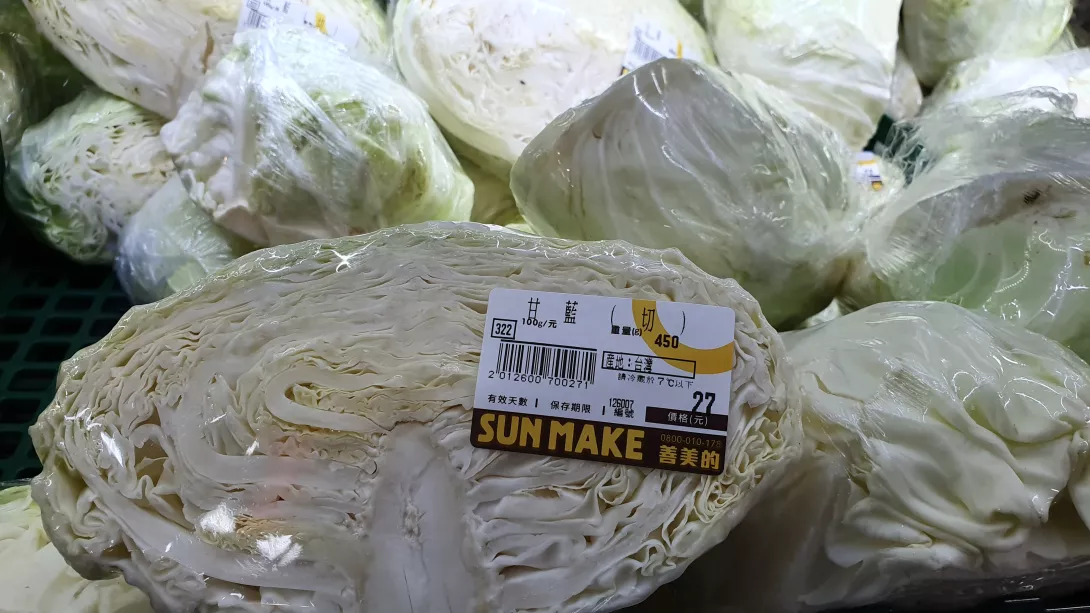 甘 藍 ( 切 )
322 100g/元 重量(g) 450
產地:台灣
請冷藏於7℃以下
2 012600 700271
27
有效天數 保存期限 126007 編號 價格(元)
SUN MAKE 0800-010-178
善美的